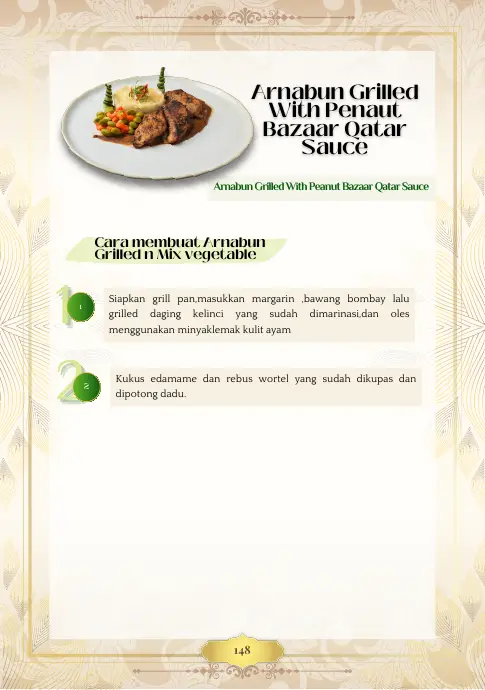 Arnabun Grilled
With Penaut
Bazaar Qatar
Sauce
Arnabun Grilled With Peanut Bazaar Qatar Sauce
Cara membuat Arnabun
Grilled n Mix vegetable
1
1
Siapkan grill pan,masukkan margarin ,bawang bombay lalu
grilled daging kelinci yang sudah dimarinasi,dan oles
menggunakan minyaklemak kulit ayam
2
2
Kukus edamame dan rebus wortel yang sudah dikupas dan
dipotong dadu.
148